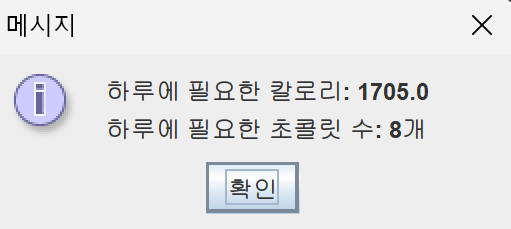 메시지
하루에 필요한 칼로리: 1705.0
하루에 필요한 초콜릿 수: 8개
확인